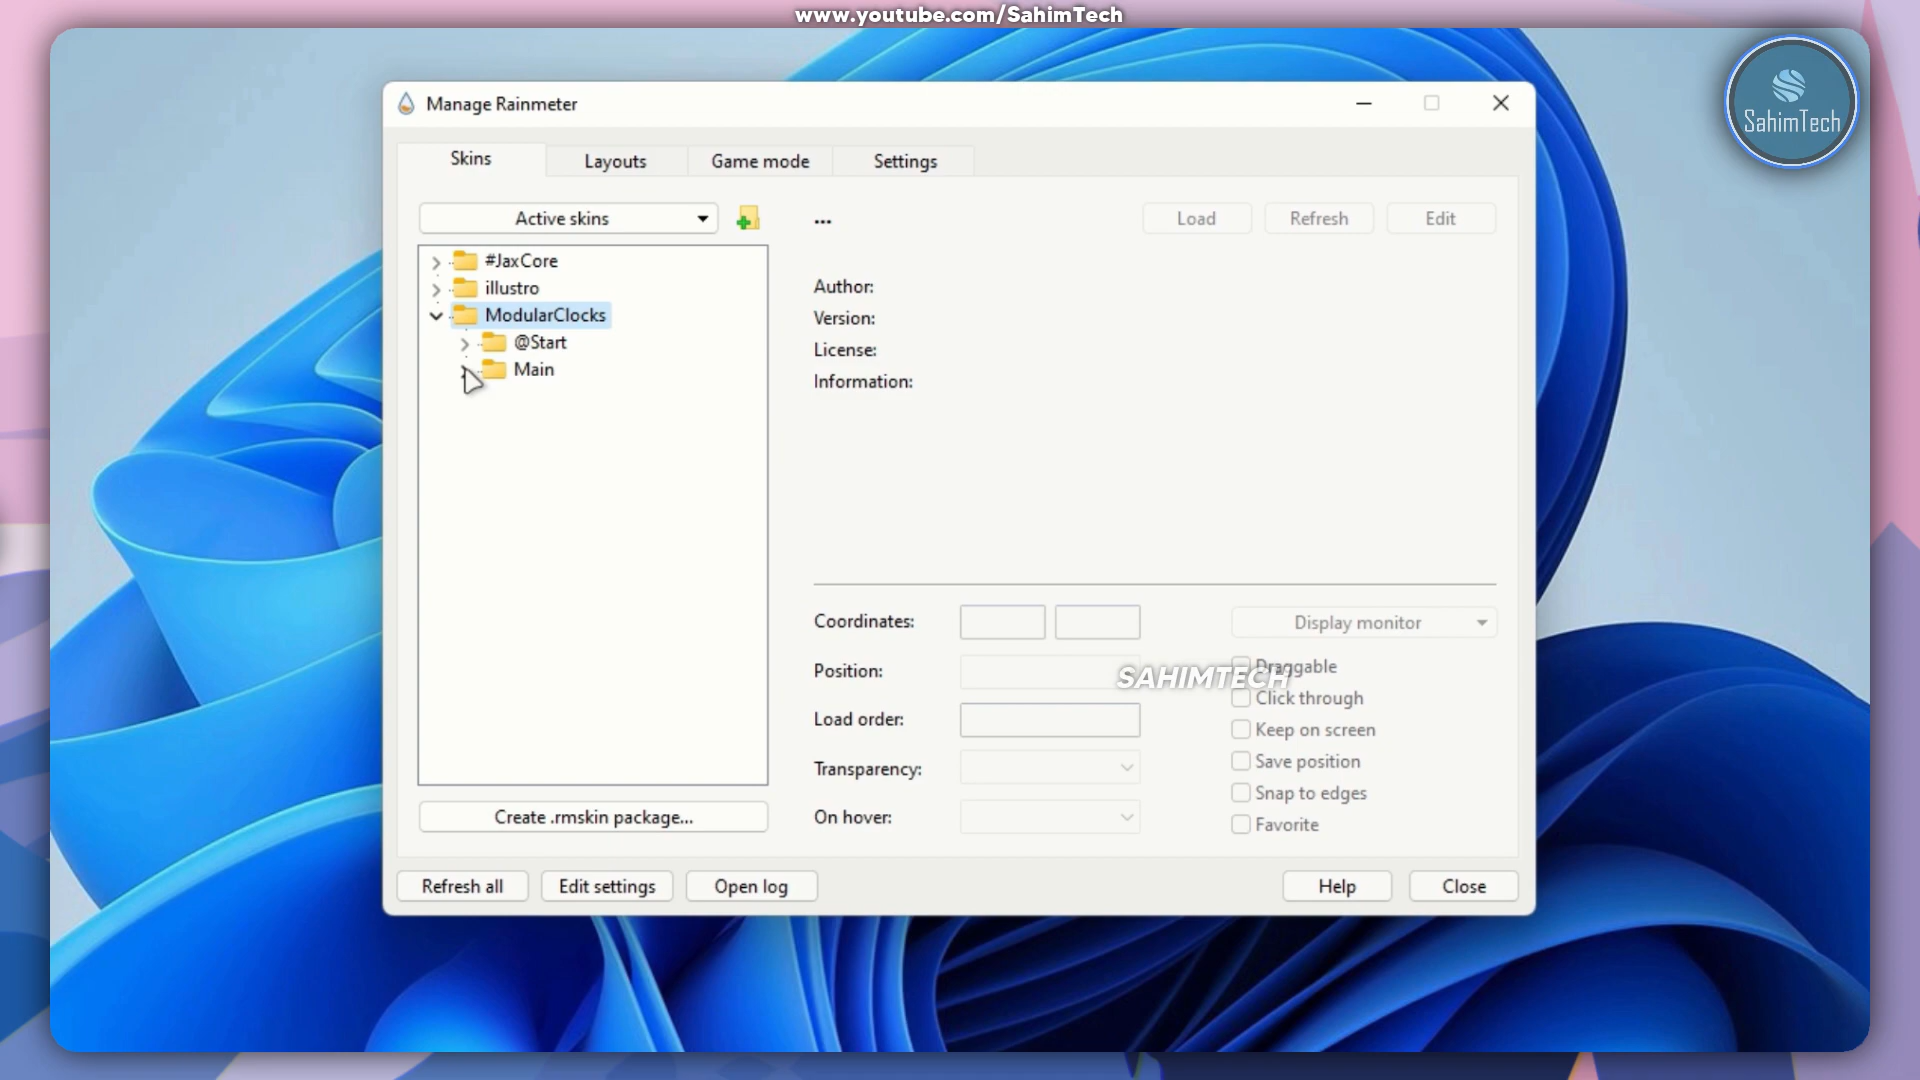 www.youtube.com/SahimTech
SahimTech
Manage Rainmeter
Skins
Layouts
Game mode
Settings
Active skins
...
Load
Refresh
Edit
#JaxCore
illustro
ModularClocks
@Start
Main
Author:
Version:
License:
Information:
Coordinates:
Display monitor
Position:
SAHIMTECH
Draggable
Click through
Load order:
Keep on screen
Transparency:
Save position
Snap to edges
On hover:
Favorite
Create .rmskin package...
Refresh all
Edit settings
Open log
Help
Close